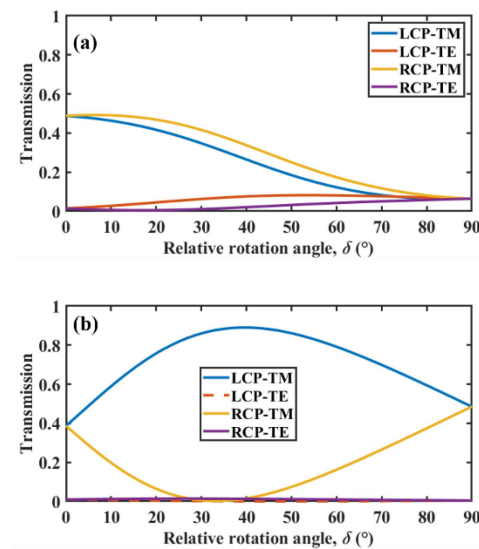 (a)
LCP-TM
LCP-TE
RCP-TM
RCP-TE
Transmission
1
0.8
0.6
0.4
0.2
0
0 10 20 30 40 50 60 70 80 90
Relative rotation angle, δ (°)
(b)
LCP-TM
LCP-TE
RCP-TM
RCP-TE
Transmission
1
0.8
0.6
0.4
0.2
0
0 10 20 30 40 50 60 70 80 90
Relative rotation angle, δ (°)